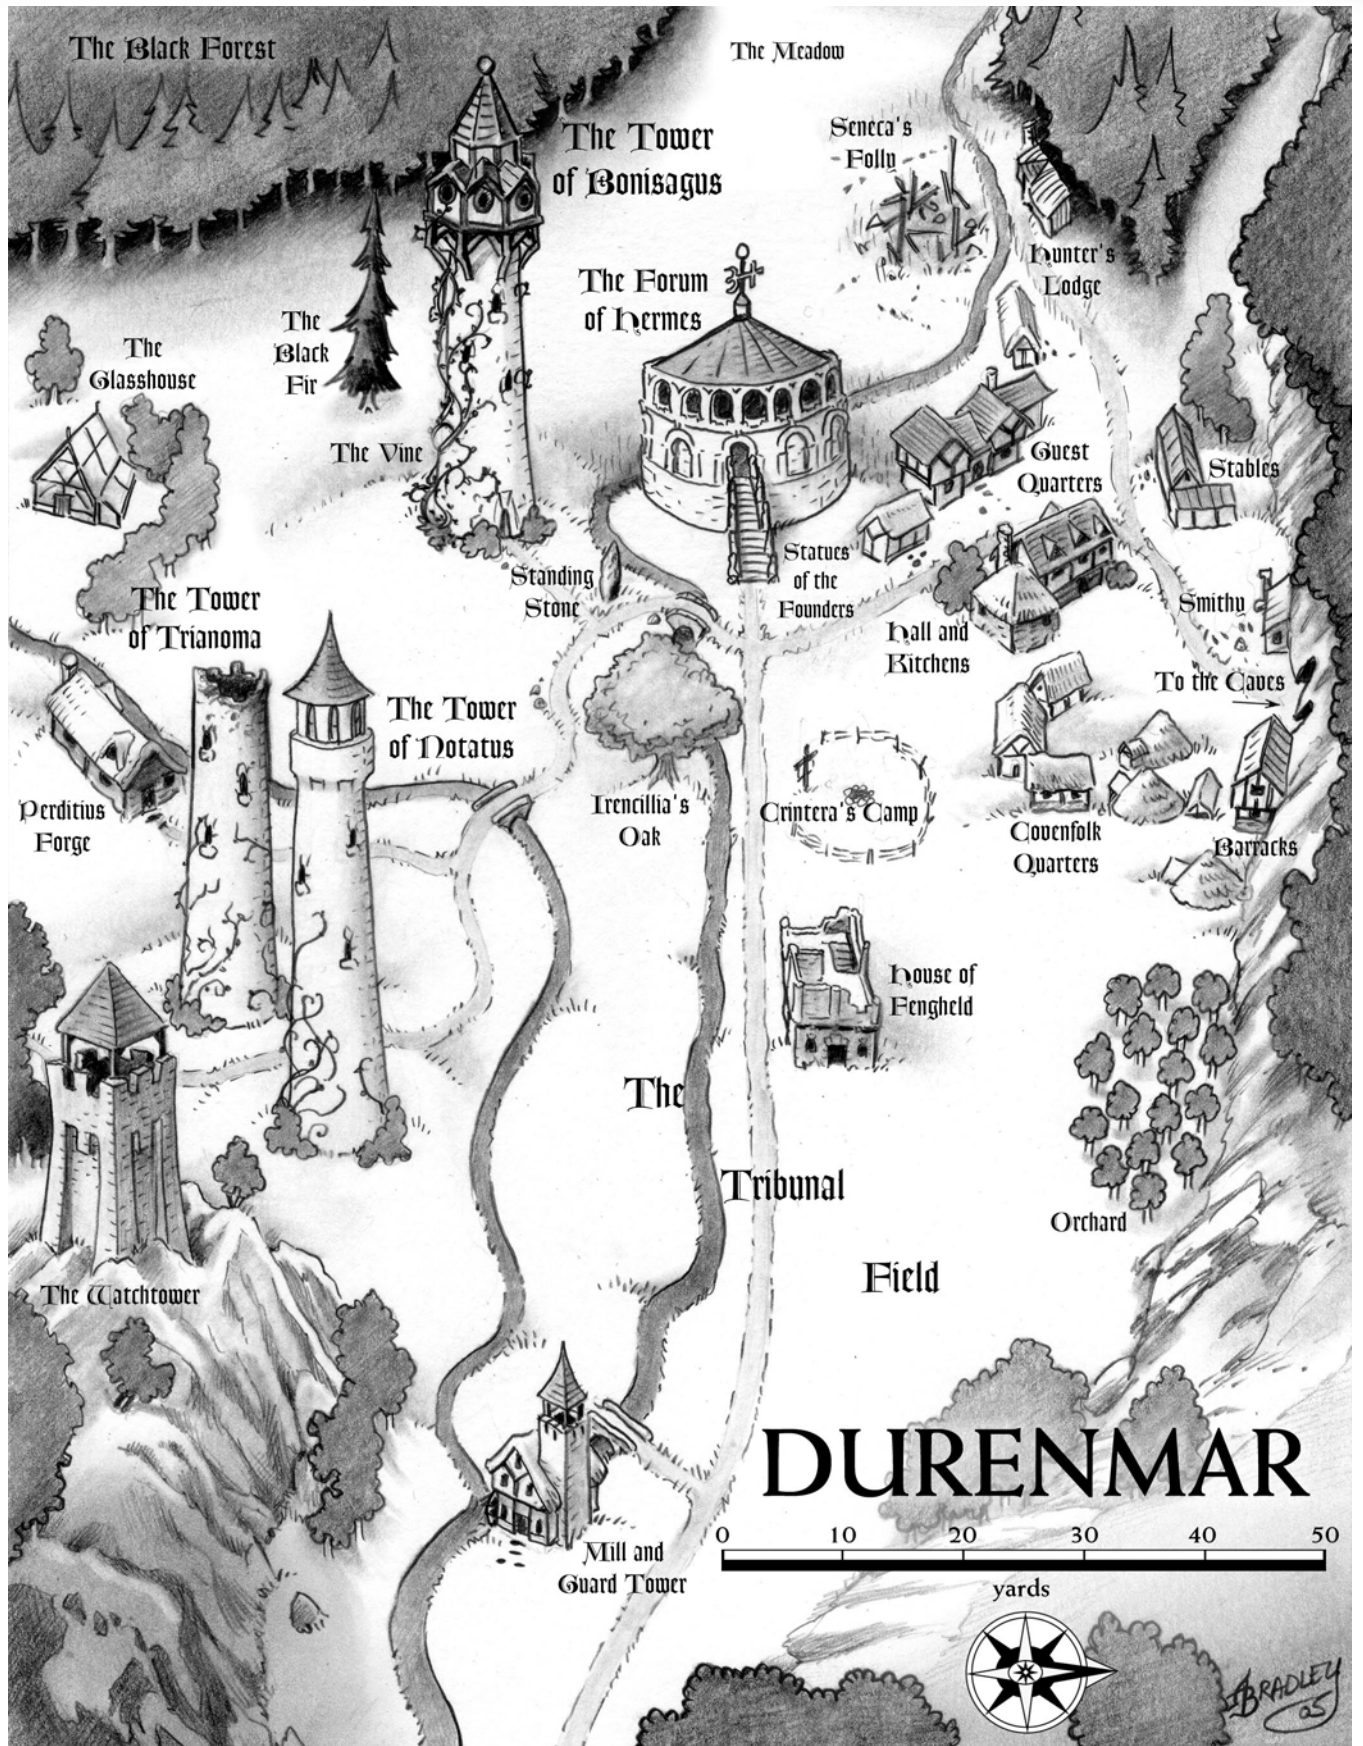 The Black Forest
The Meadow
The Tower
of Bonisagus
Seneca's
Folly
Hunter's
Lodge
The Forum
of Hermes
The
Black
Fir
The
Glasshouse
The Vine
Guest
Quarters
Stables
Standing
Stone
Statues
of the
Founders
The Tower
of Trianoma
Smithy
Hall and
Kitchens
To the Caves
The Tower
of Notatus
Perditius
Forge
Irencillia's
Oak
Crintera's Camp
Covenfolk
Quarters
Barracks
House of
Fengheld
The
Tribunal
Field
Orchard
The Watchtower
DURENMAR
0 10 20 30 40 50
yards
Mill and
Guard Tower
ABRADLEY
05